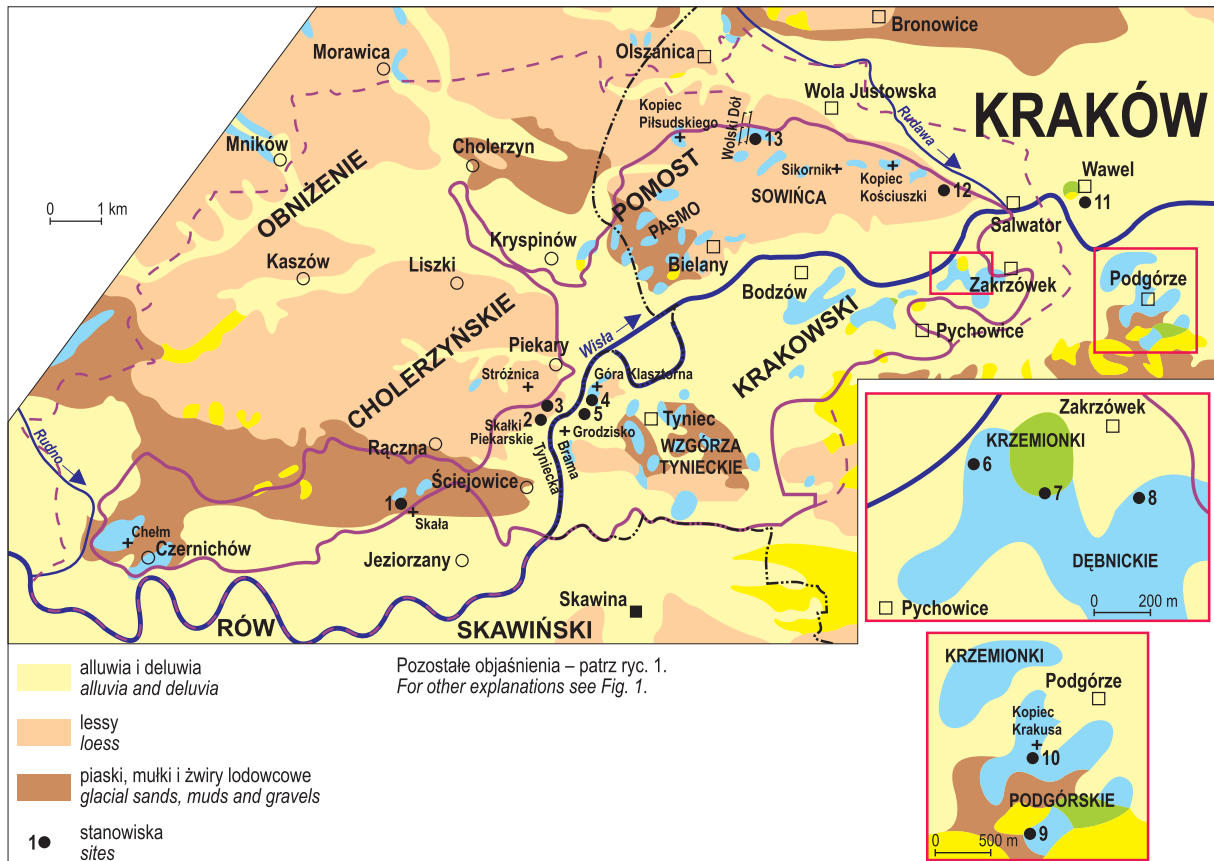 Bronowice
Morawica
Olszanica
Wola Justowska
KRAKÓW
Kopiec
Piłsudskiego
Wolski Dół
Rudawa
13
Mników
Cholerzyn
OBNIŻENIE
POMOST
Sikornik
Kopiec
Kościuszki
Wawel
12
11
SOWIŃCA
PASMO
0 1 km
Salwator
Kryspinów
Bielany
Kaszów
Liszki
Bodzów
Zakrzówek
Podgórze
CHOLERZYŃSKIE
Wisła
KRAKOWSKI
Pychowice
Piekary
Stróżnica
Góra Klasztorna
3
4
2
5
Skałki
Piekarskie
Grodzisko
Tyniec
Brama
Tyniecka
WZGÓRZA
TYNIECKIE
Rudno
Rączna
Ściejowice
1
Skała
Chełm
Czernichów
Jeziorzany
Skawina
RÓW
SKAWIŃSKI
Zakrzówek
KRZEMIONKI
6
7
8
DĘBNICKIE
Pychowice
0 200 m
KRZEMIONKI
Podgórze
Kopiec
Krakusa
10
PODGÓRSKIE
9
0 500 m
alluwia i deluwia
alluvia and deluvia
lessy
loess
piaski, mułki i żwiry lodowcowe
glacial sands, muds and gravels
1 stanowiska
sites
Pozostałe objaśnienia – patrz ryc. 1.
For other explanations see Fig. 1.